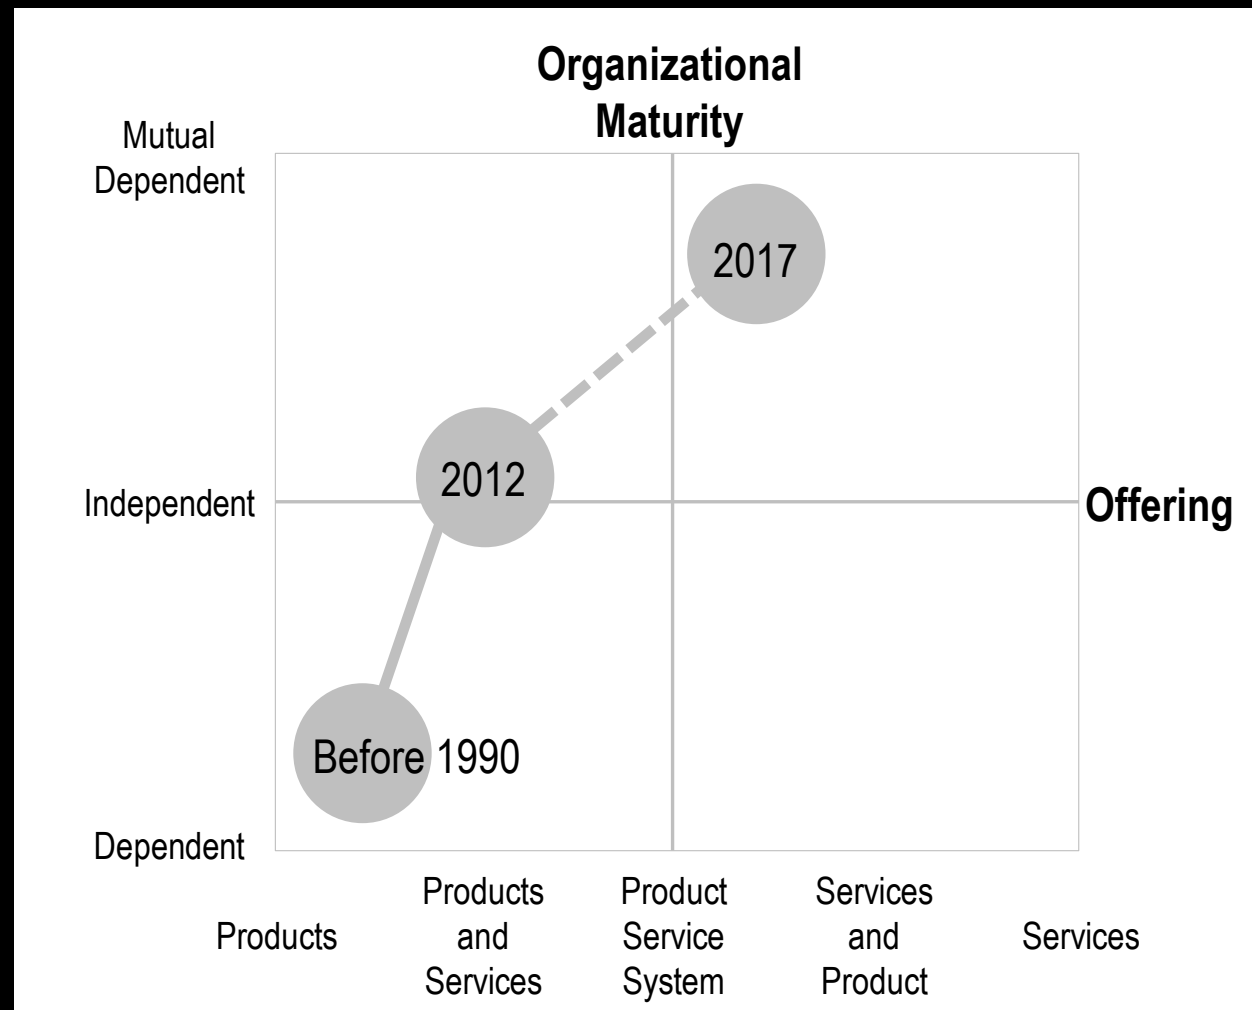 Organizational
Maturity
Mutual
Dependent
2017
2012
Independent
Offering
Before 1990
Dependent
Products
Products
and
Services
Product
Service
System
Services
and
Product
Services